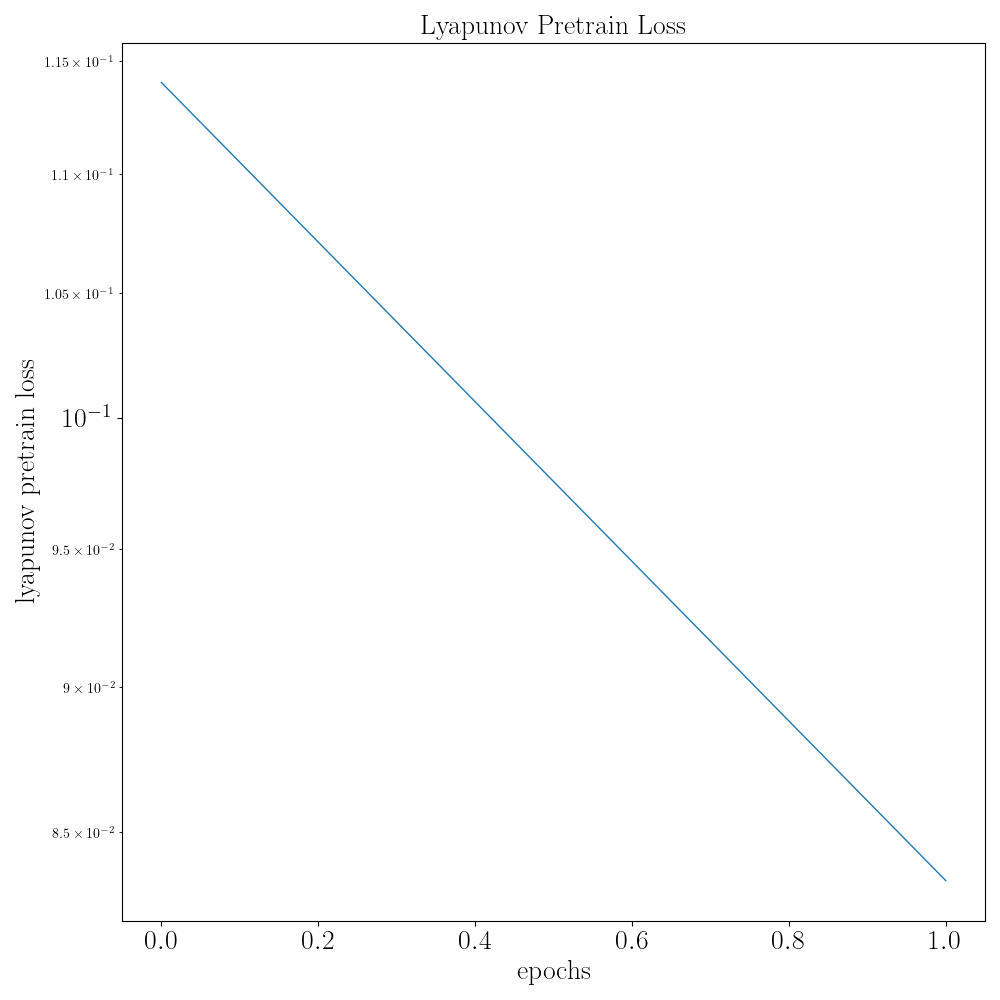 Lyapunov Pretrain Loss
lyapunov pretrain loss
1.15 × 10⁻¹
1.1 × 10⁻¹
1.05 × 10⁻¹
10⁻¹
9.5 × 10⁻²
9 × 10⁻²
8.5 × 10⁻²
0.0 0.2 0.4 0.6 0.8 1.0
epochs